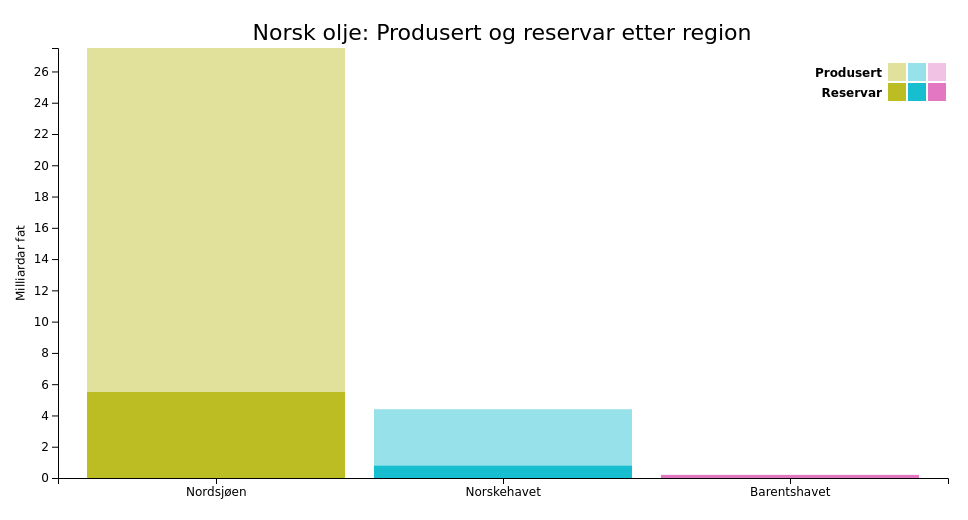 Norsk olje: Produsert og reservar etter region
Produsert
Reservar
Milliardar fat
26
24
22
20
18
16
14
12
10
8
6
4
2
0
Nordsjøen
Norskehavet
Barentshavet